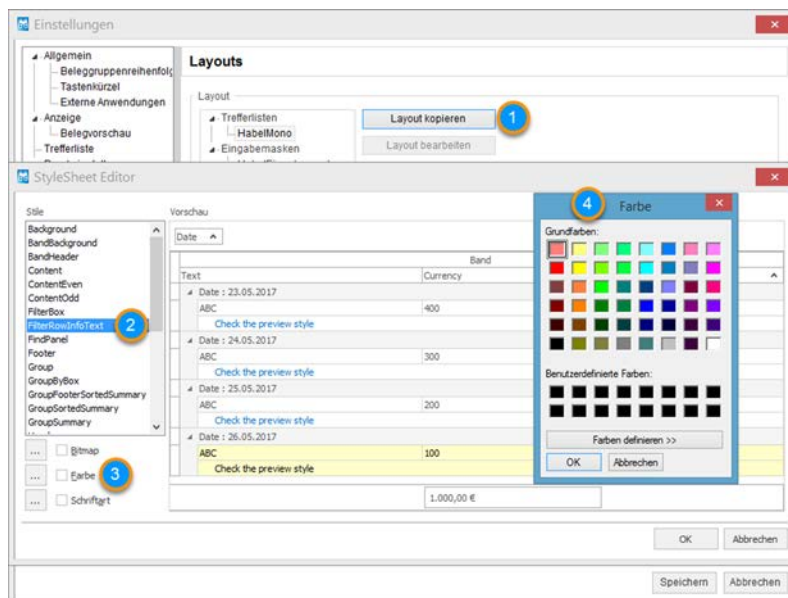 Einstellungen
Allgemein
Beleggruppenreihenfolg
Tastenkürzel
Externe Anwendungen
Anzeige
Belegvorschau
Trefferliste
Layouts
Layout
Trefferlisten
HabelMono
Eingabemasken
Layout kopieren
1
Layout bearbeiten
StyleSheet Editor
Stile
Background
BandBackground
BandHeader
Content
ContentEven
ContentOdd
FilterBox
FilterRowInfoText
2
FindPanel
Footer
Group
GroupByBox
GroupFooterSortedSummary
GroupSortedSummary
GroupSummary
... Bitmap
... Farbe
3
... Schriftart
Vorschau
Date
Band
Text Currency
Date : 23.05.2017
ABC 400
Check the preview style
Date : 24.05.2017
ABC 300
Check the preview style
Date : 25.05.2017
ABC 200
Check the preview style
Date : 26.05.2017
ABC 100
Check the preview style
1.000,00 €
4
Farbe
Grundfarben:
Benutzerdefinierte Farben:
Farben definieren >>
OK Abbrechen
OK Abbrechen
Speichern Abbrechen